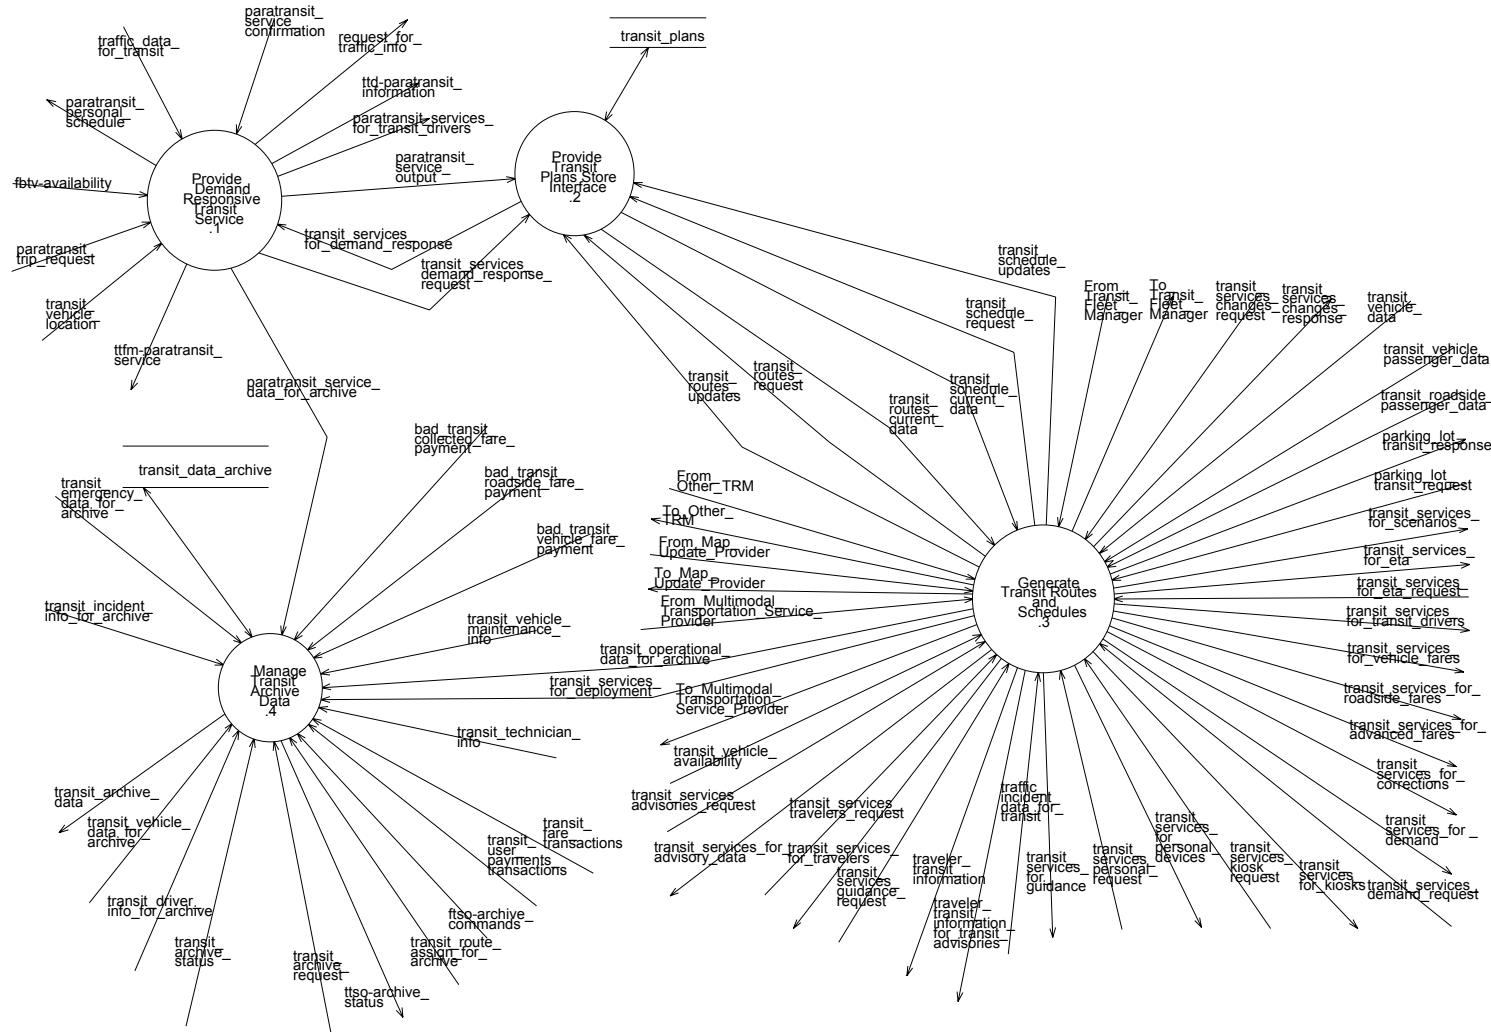 paratransit_
service_
confirmation
traffic_data_
for_transit
request_for_
traffic_info
transit_plans
ttd-paratransit_
information
paratransit_
personal_
schedule
paratransit-services_
for_transit_drivers
paratransit_
service_
output
Provide
Demand
Responsive
Transit
Service
.1
Provide
Transit
Plans Store
Interface
.2
fbtv-availability
paratransit_
trip_request
transit_services_
for_demand_response
transit_services_
demand_response_
request
transit_
vehicle_
location
ttfm-paratransit_
service
paratransit_service_
data_for_archive
transit_
schedule_
updates
transit_
schedule_
request
From_
Transit_
Fleet_
Manager
To_
Transit_
Fleet_
Manager
transit_
services_
changes_
request
transit_
services_
changes_
response
transit_
vehicle_
data
transit_vehicle_
passenger_data
transit_
routes_
updates
transit_
routes_
request
transit_
routes_
current_
data
transit_
schedule_
current_
data
transit_roadside_
passenger_data
parking_lot_
transit_response
parking_lot_
transit_request
transit_services_
for_scenarios
transit_services_
for_eta
transit_services_
for_eta_request
transit_services_
for_transit_drivers
transit_services_
for_vehicle_fares
transit_services_for_
roadside_fares
transit_services_for_
advanced_fares
transit_
services_for_
corrections
transit_
services_for_
demand
transit_services_
demand_request
bad_transit_
collected_fare_
payment
bad_transit_
roadside_fare_
payment
bad_transit_
vehicle_fare_
payment
transit_data_archive
transit_
emergency_
data_for_
archive
transit_incident_
info_for_archive
From_
Other_TRM
To_Other_
TRM
From_Map_
Update_Provider
To_Map_
Update_Provider
From_Multimodal_
Transportation_Service_
Provider
Generate
Transit Routes
and
Schedules
.3
transit_vehicle_
maintenance_
info
transit_operational_
data_for_archive
transit_services_
for_deployment
To_Multimodal_
Transportation_
Service_Provider
Manage
Transit
Archive
Data
.4
transit_technician_
info
transit_vehicle_
availability
transit_services_
advisories_request
transit_services_
travelers_request
transit_services_for_
advisory_data
transit_services_
for_travelers
transit_
services_
guidance_
request
traveler_
transit_
information
traveler_
transit_
information_
for_transit_
advisories
traffic_
incident_
data_for_
transit
transit_
services_
for_
guidance
transit_
services_
personal_
request
transit_
services_
for_
personal_
devices
transit_
services_
kiosk_
request
transit_
services_
for_kiosks
transit_archive_
data
transit_vehicle_
data_for_
archive
transit_driver_
info_for_archive
transit_
archive_
status
transit_
archive_
request
ttso-archive_
status
transit_route_
assign_for_
archive
ftso-archive_
commands
transit_
user_
payments_
transactions
transit_
fare_
transactions